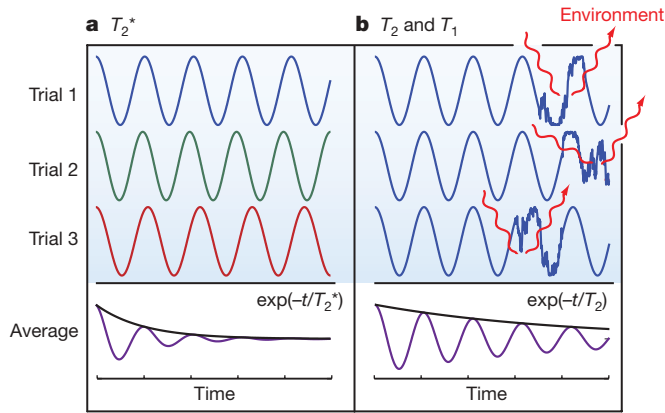 a T₂*
b T₂ and T₁
Environment
Trial 1
Trial 2
Trial 3
Average
exp(–t/T₂*)
exp(–t/T₂)
Time
Time